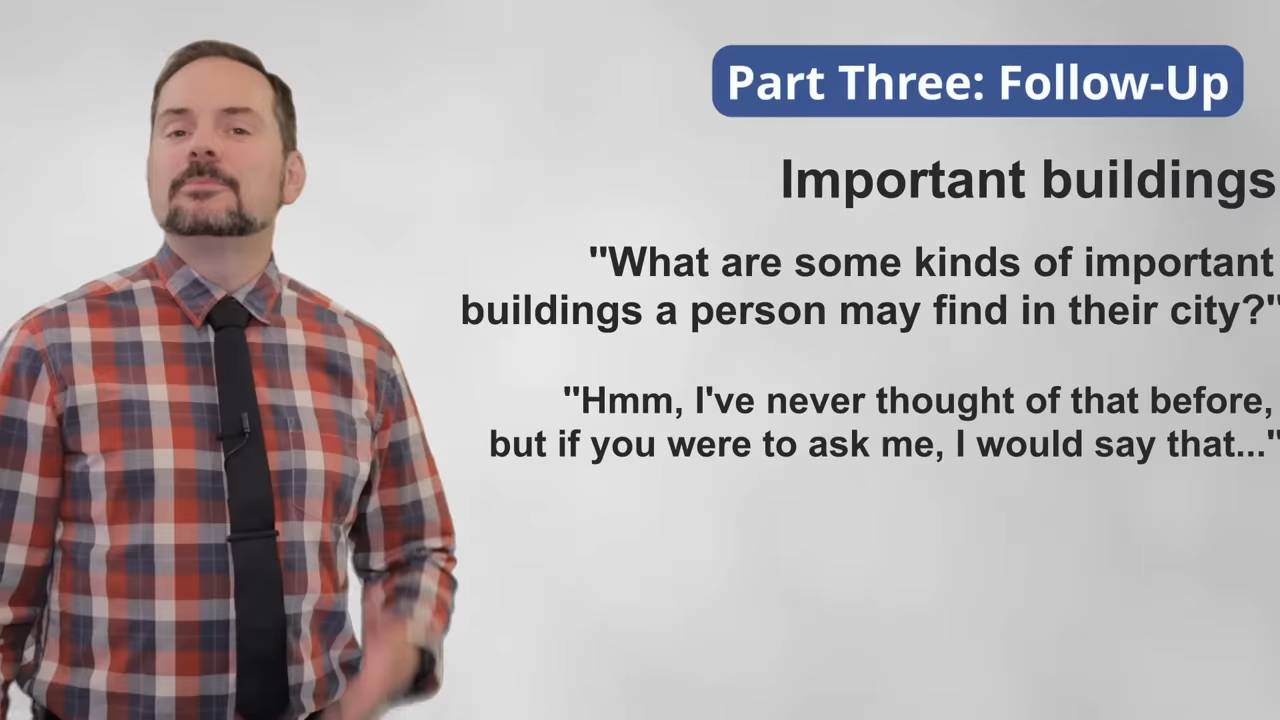 Part Three: Follow-Up
Important buildings
"What are some kinds of important
buildings a person may find in their city?"
"Hmm, I've never thought of that before,
but if you were to ask me, I would say that..."